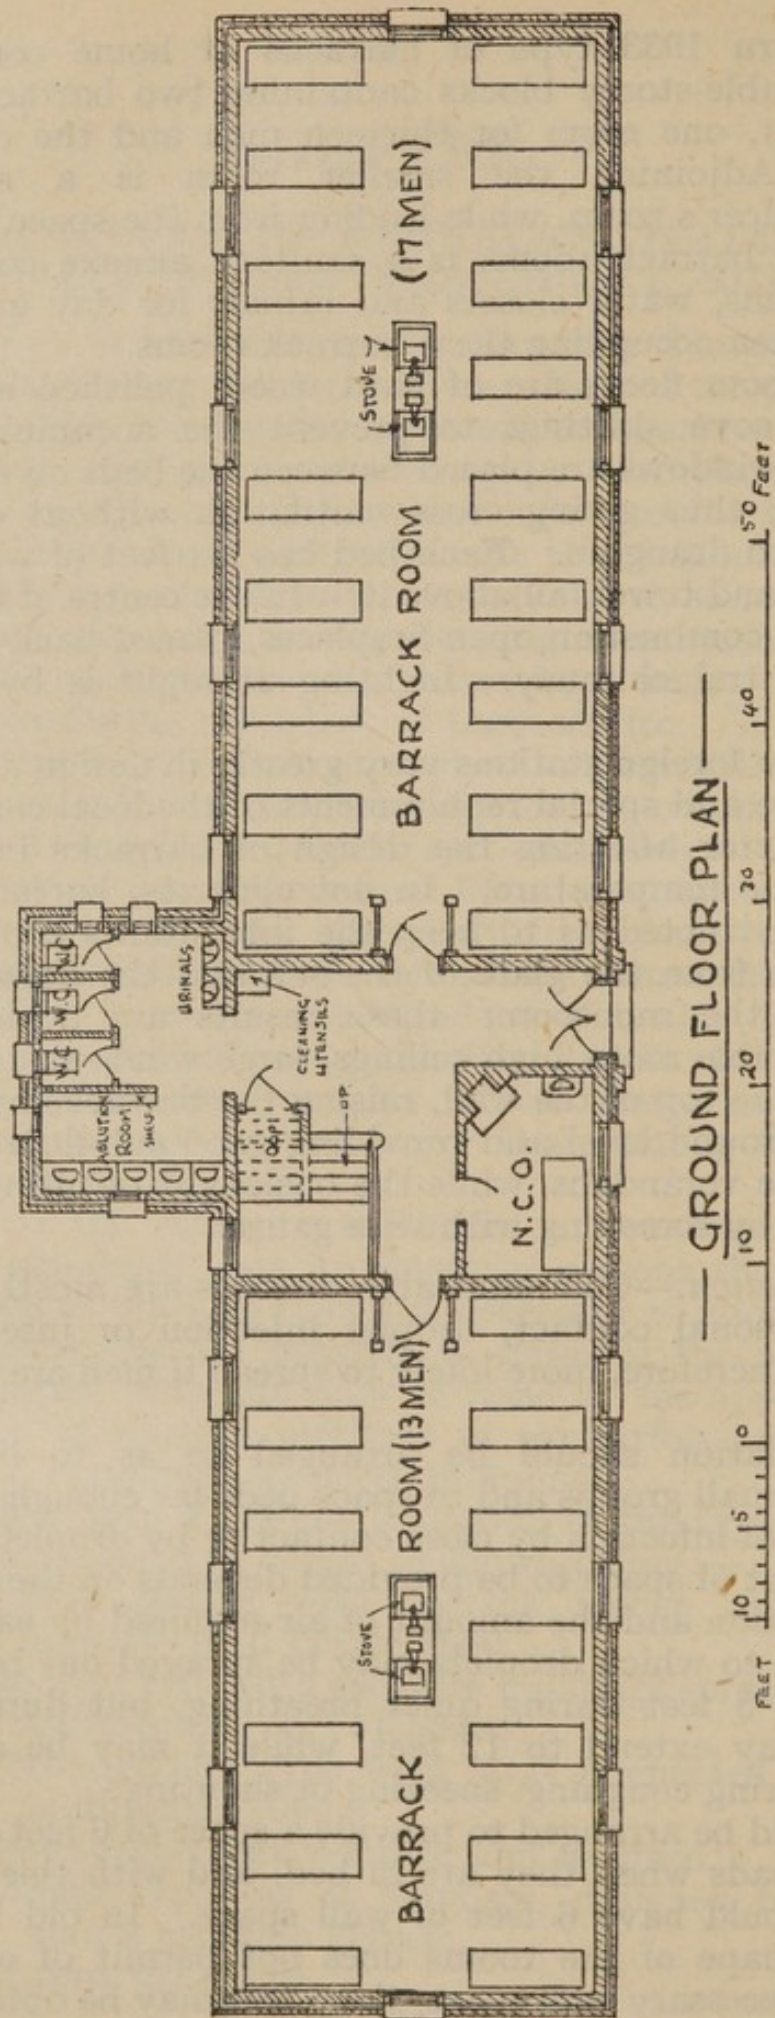 W.C.
W.C.
W.C.
ABLUTION
ROOM
SHELF
URINALS
CLEANING
UTENSILS
UP
STOVE
STOVE
BARRACK ROOM (13 MEN)
BARRACK ROOM (17 MEN)
N.C.O.
— GROUND FLOOR PLAN —
FEET 10 5 0 10 20 30 40 50 FEET